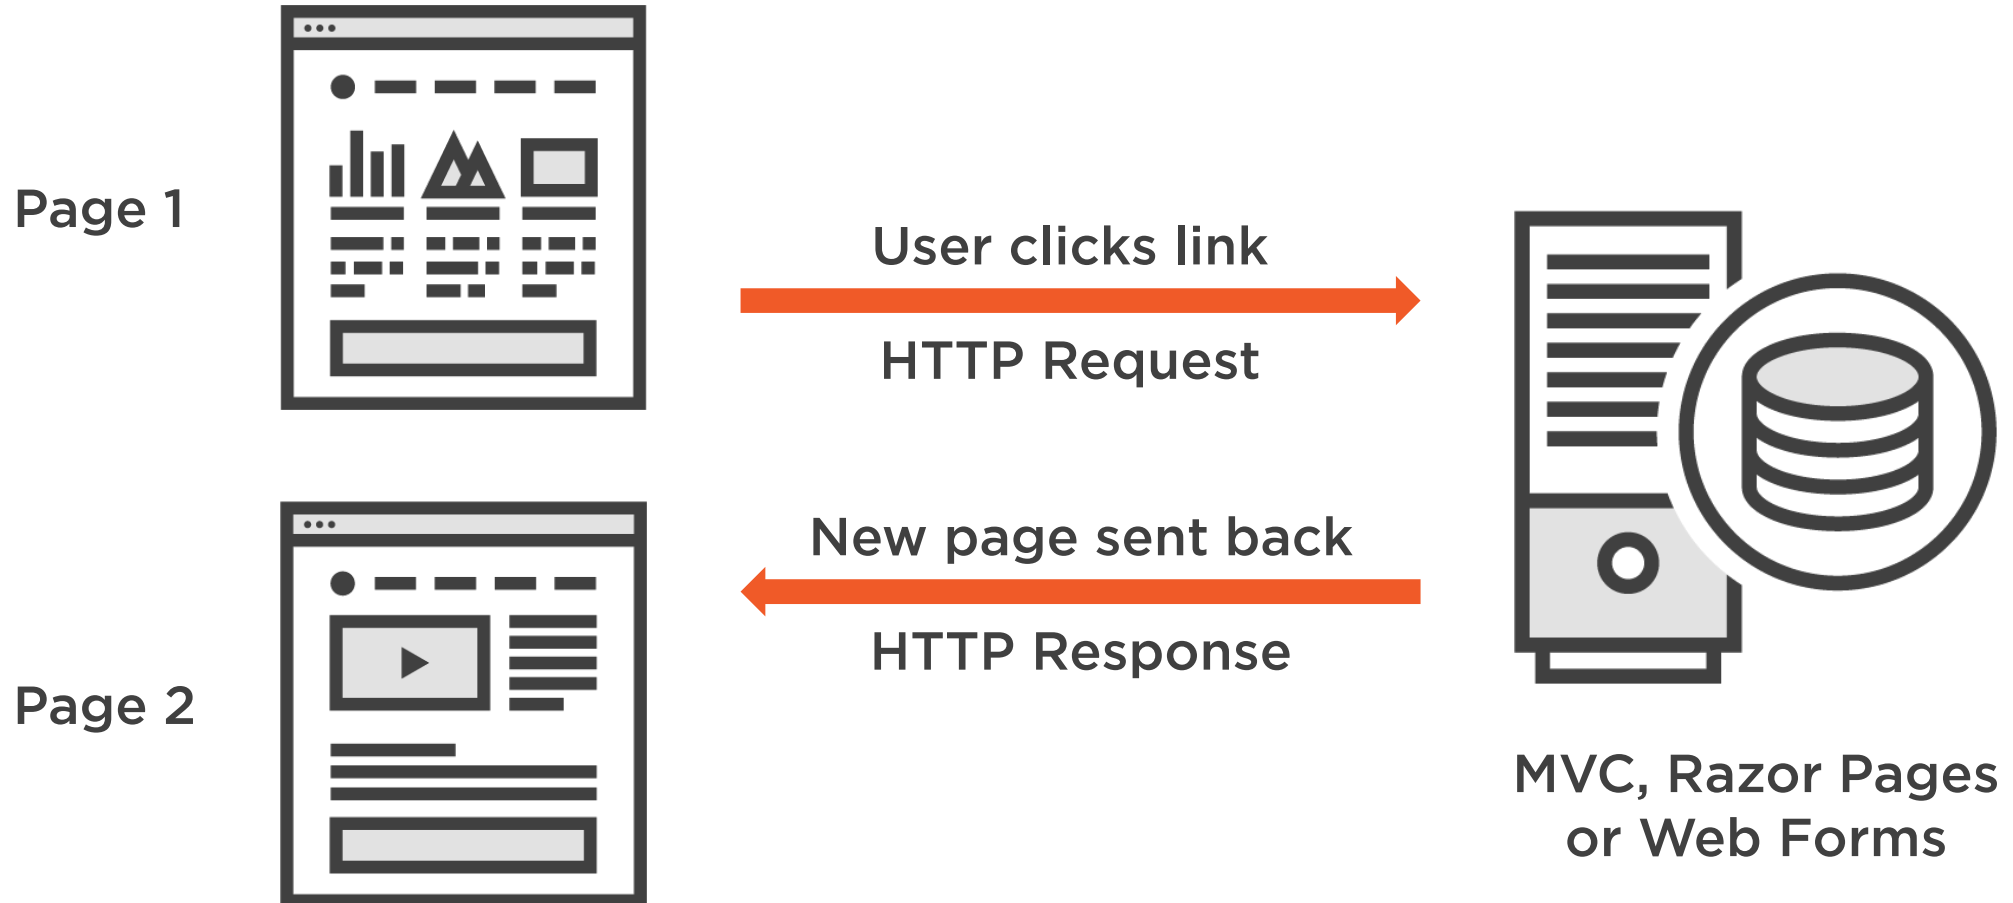 Page 1
User clicks link
HTTP Request
New page sent back
HTTP Response
Page 2
MVC, Razor Pages
or Web Forms